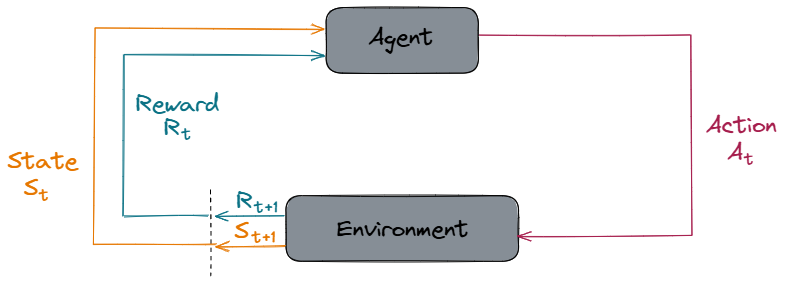 Agent
Reward
Rt
Action
At
State
St
Rt+1
Environment
St+1